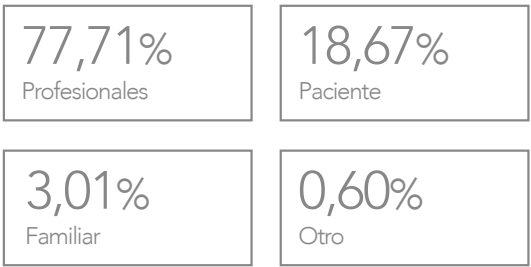 77,71%
Profesionales
18,67%
Paciente
3,01%
Familiar
0,60%
Otro